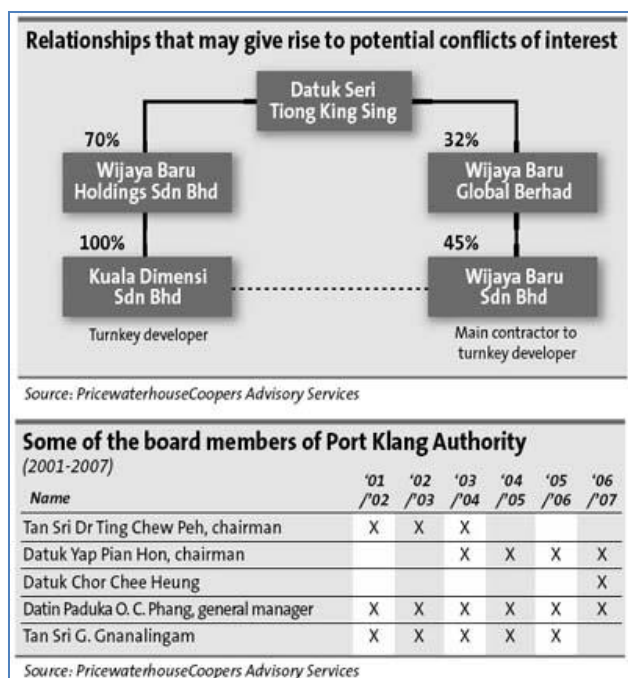 Relationships that may give rise to potential conflicts of interest
Datuk Seri
Tiong King Sing
70%
32%
Wijaya Baru
Holdings Sdn Bhd
Wijaya Baru
Global Berhad
100%
45%
Kuala Dimensi
Sdn Bhd
Wijaya Baru
Sdn Bhd
Turnkey developer
Main contractor to
turnkey developer
Source: PricewaterhouseCoopers Advisory Services
Some of the board members of Port Klang Authority
(2001-2007)
Name '01/'02 '02/'03 '03/'04 '04/'05 '05/'06 '06/'07
Tan Sri Dr Ting Chew Peh, chairman X X X
Datuk Yap Pian Hon, chairman X X X X
Datuk Chor Chee Heung X
Datin Paduka O. C. Phang, general manager X X X X X X
Tan Sri G. Gnanalingam X X X X X
Source: PricewaterhouseCoopers Advisory Services